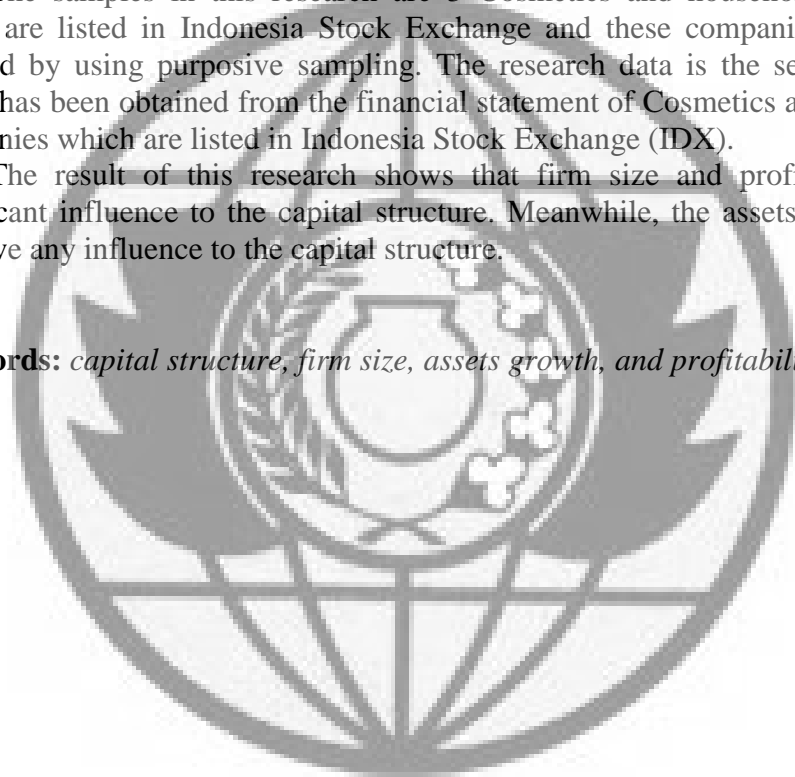 samples in this research are 3 Cosmetics and househo
are listed in Indonesia Stock Exchange and these compani
d by using purposive sampling. The research data is the se
has been obtained from the financial statement of Cosmetics a
nies which are listed in Indonesia Stock Exchange (IDX).
The result of this research shows that firm size and prof
cant influence to the capital structure. Meanwhile, the assets
ve any influence to the capital structure.
ords: capital structure, firm size, assets growth, and profitabil